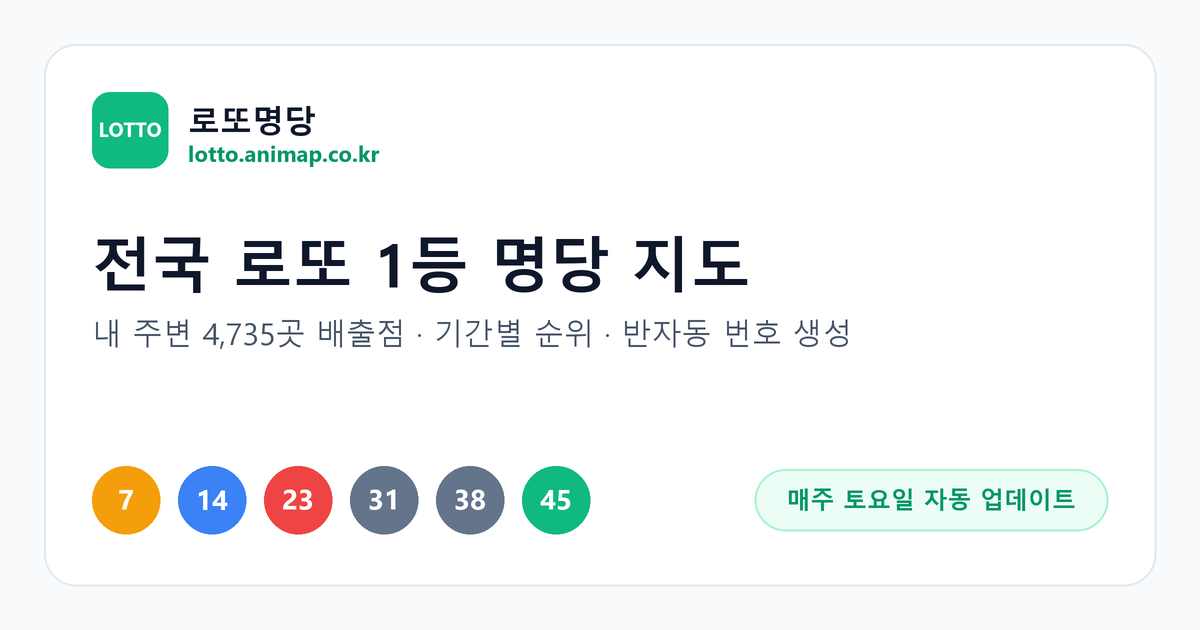 LOTTO
로또명당
lotto.animap.co.kr
전국 로또 1등 명당 지도
내 주변 4,735곳 배출점 · 기간별 순위 · 반자동 번호 생성
7 14 23 31 38 45
매주 토요일 자동 업데이트